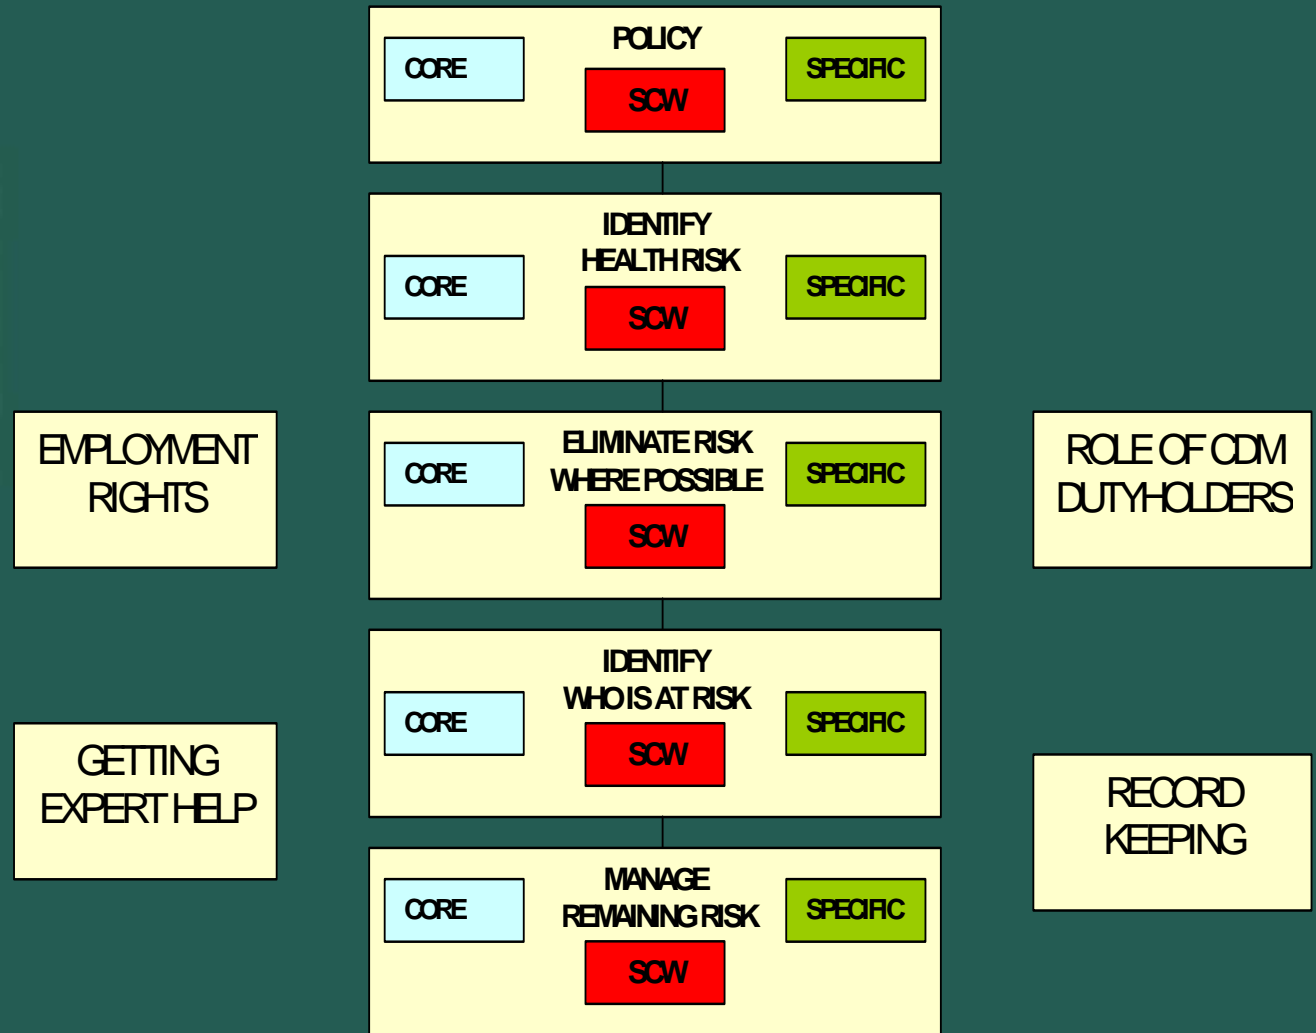 POLICY
CORE
SPECIFIC
SCW
IDENTIFY
HEALTH RISK
CORE
SPECIFIC
SCW
EMPLOYMENT
RIGHTS
ELIMINATE RISK
WHERE POSSIBLE
CORE
SPECIFIC
SCW
ROLE OF CDM
DUTYHOLDERS
IDENTIFY
WHO IS AT RISK
CORE
SPECIFIC
SCW
GETTING
EXPERT HELP
RECORD
KEEPING
MANAGE
REMAINING RISK
CORE
SPECIFIC
SCW